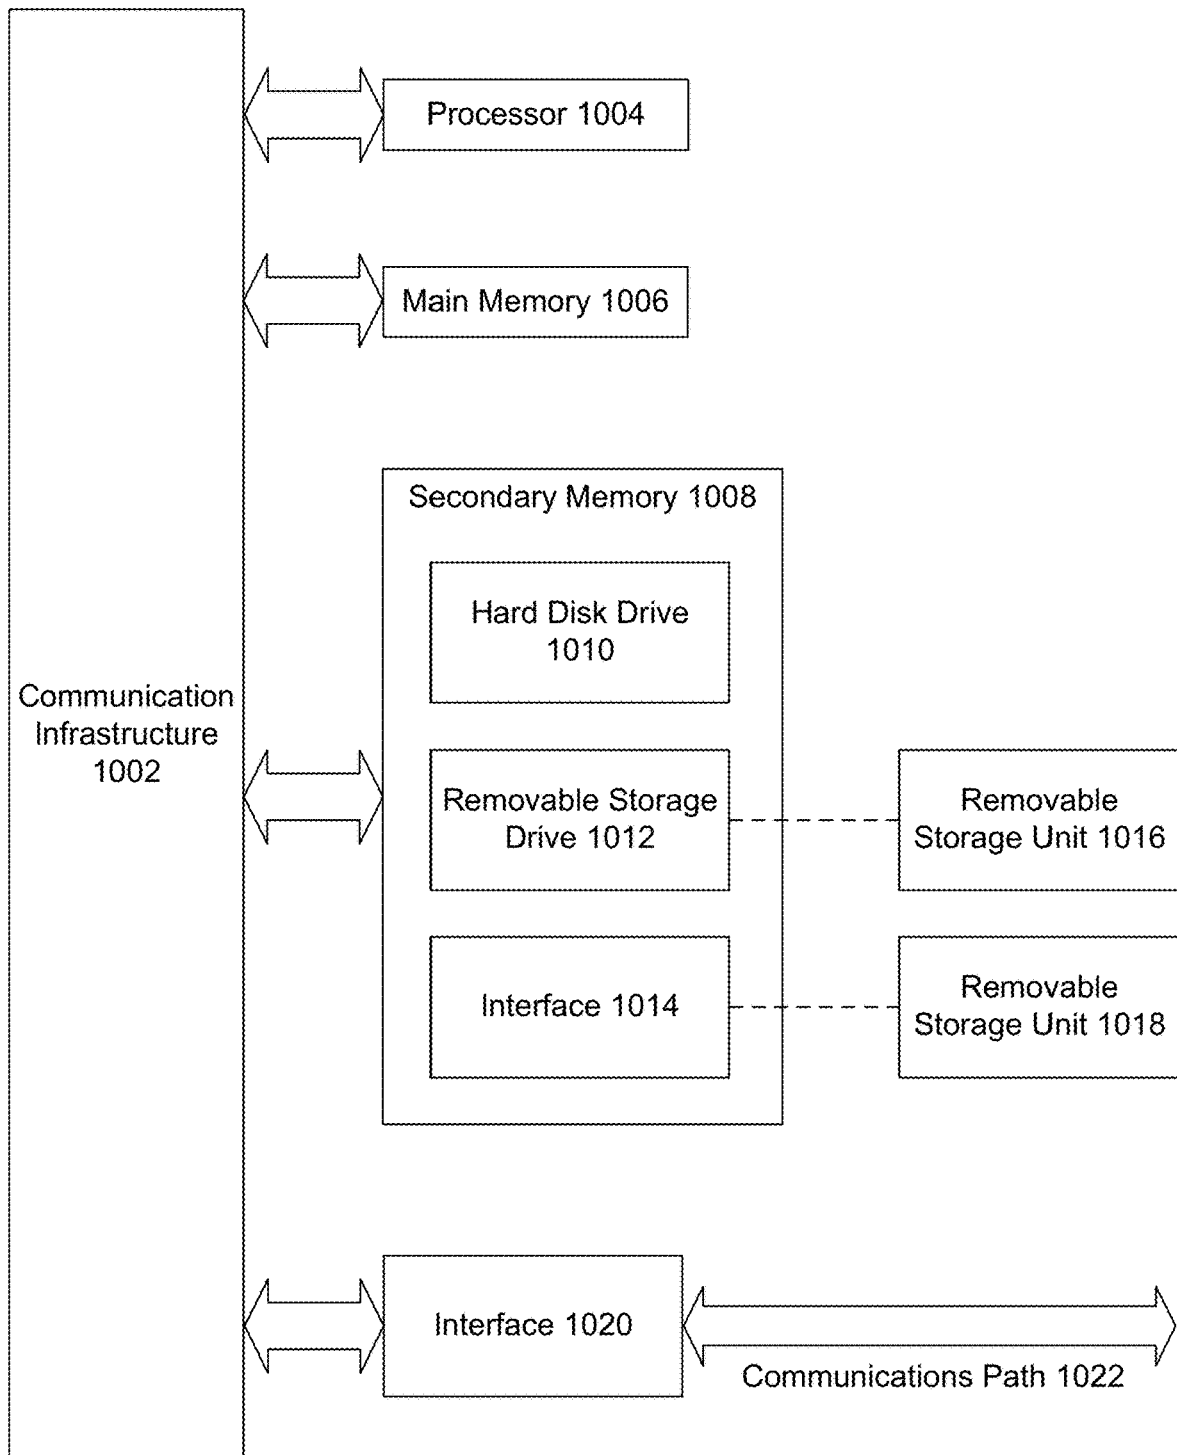 Processor 1004
Main Memory 1006
Secondary Memory 1008
Hard Disk Drive
1010
Communication
Infrastructure
1002
Removable Storage
Drive 1012
Removable
Storage Unit 1016
Interface 1014
Removable
Storage Unit 1018
Interface 1020
Communications Path 1022